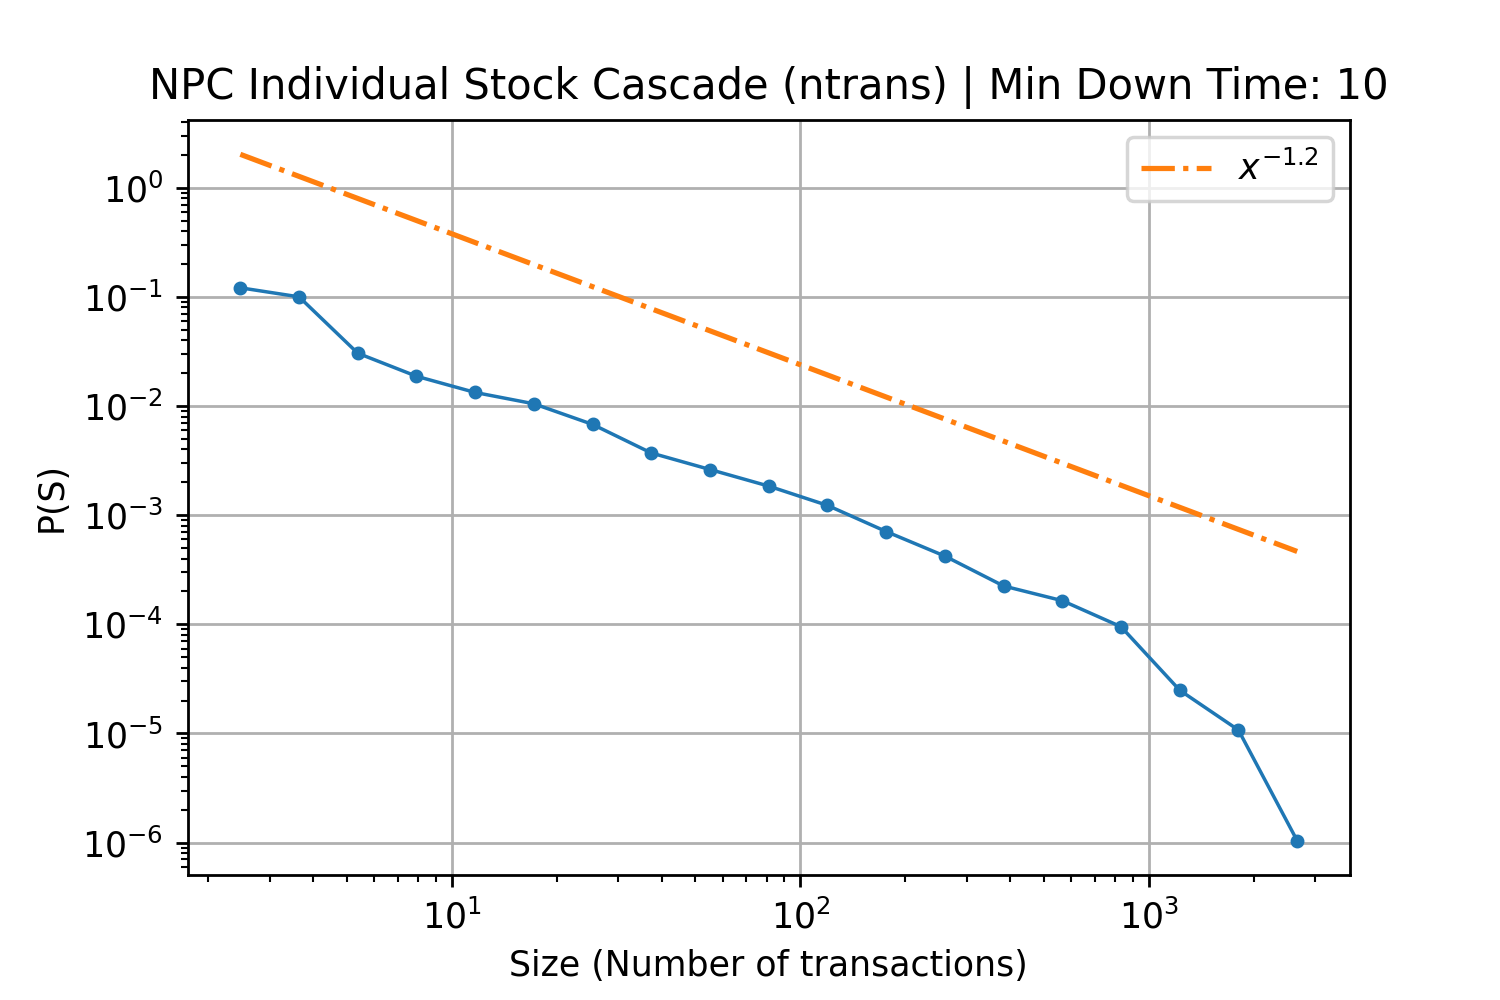 NPC Individual Stock Cascade (ntrans) | Min Down Time: 10
x^{-1.2}
10^0
10^{-1}
10^{-2}
10^{-3}
10^{-4}
10^{-5}
10^{-6}
P(S)
10^1 10^2 10^3
Size (Number of transactions)